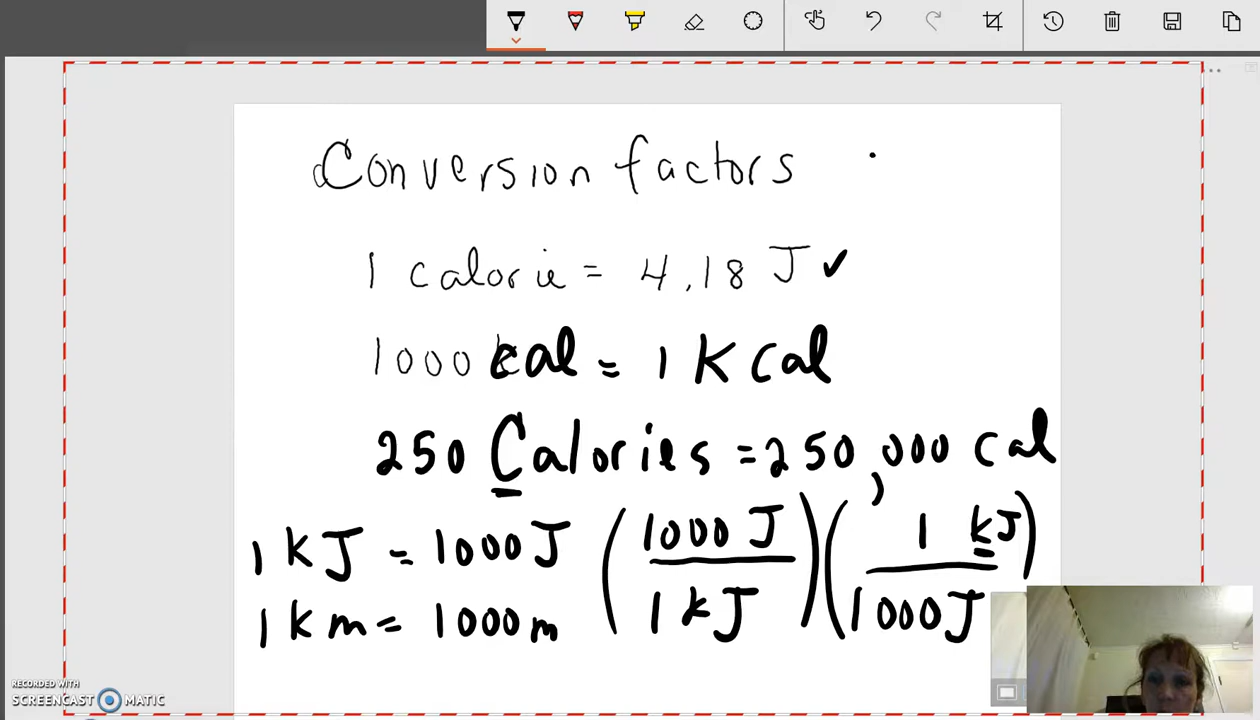 Conversion factors
1 calorie = 4.18 J ✓
1000 cal = 1 Kcal
250 Calories = 250,000 cal
1 kJ = 1000 J (1000 J / 1 kJ) (1 kJ / 1000 J)
1 km = 1000 m
RECORDED WITH
SCREENCAST MATIC